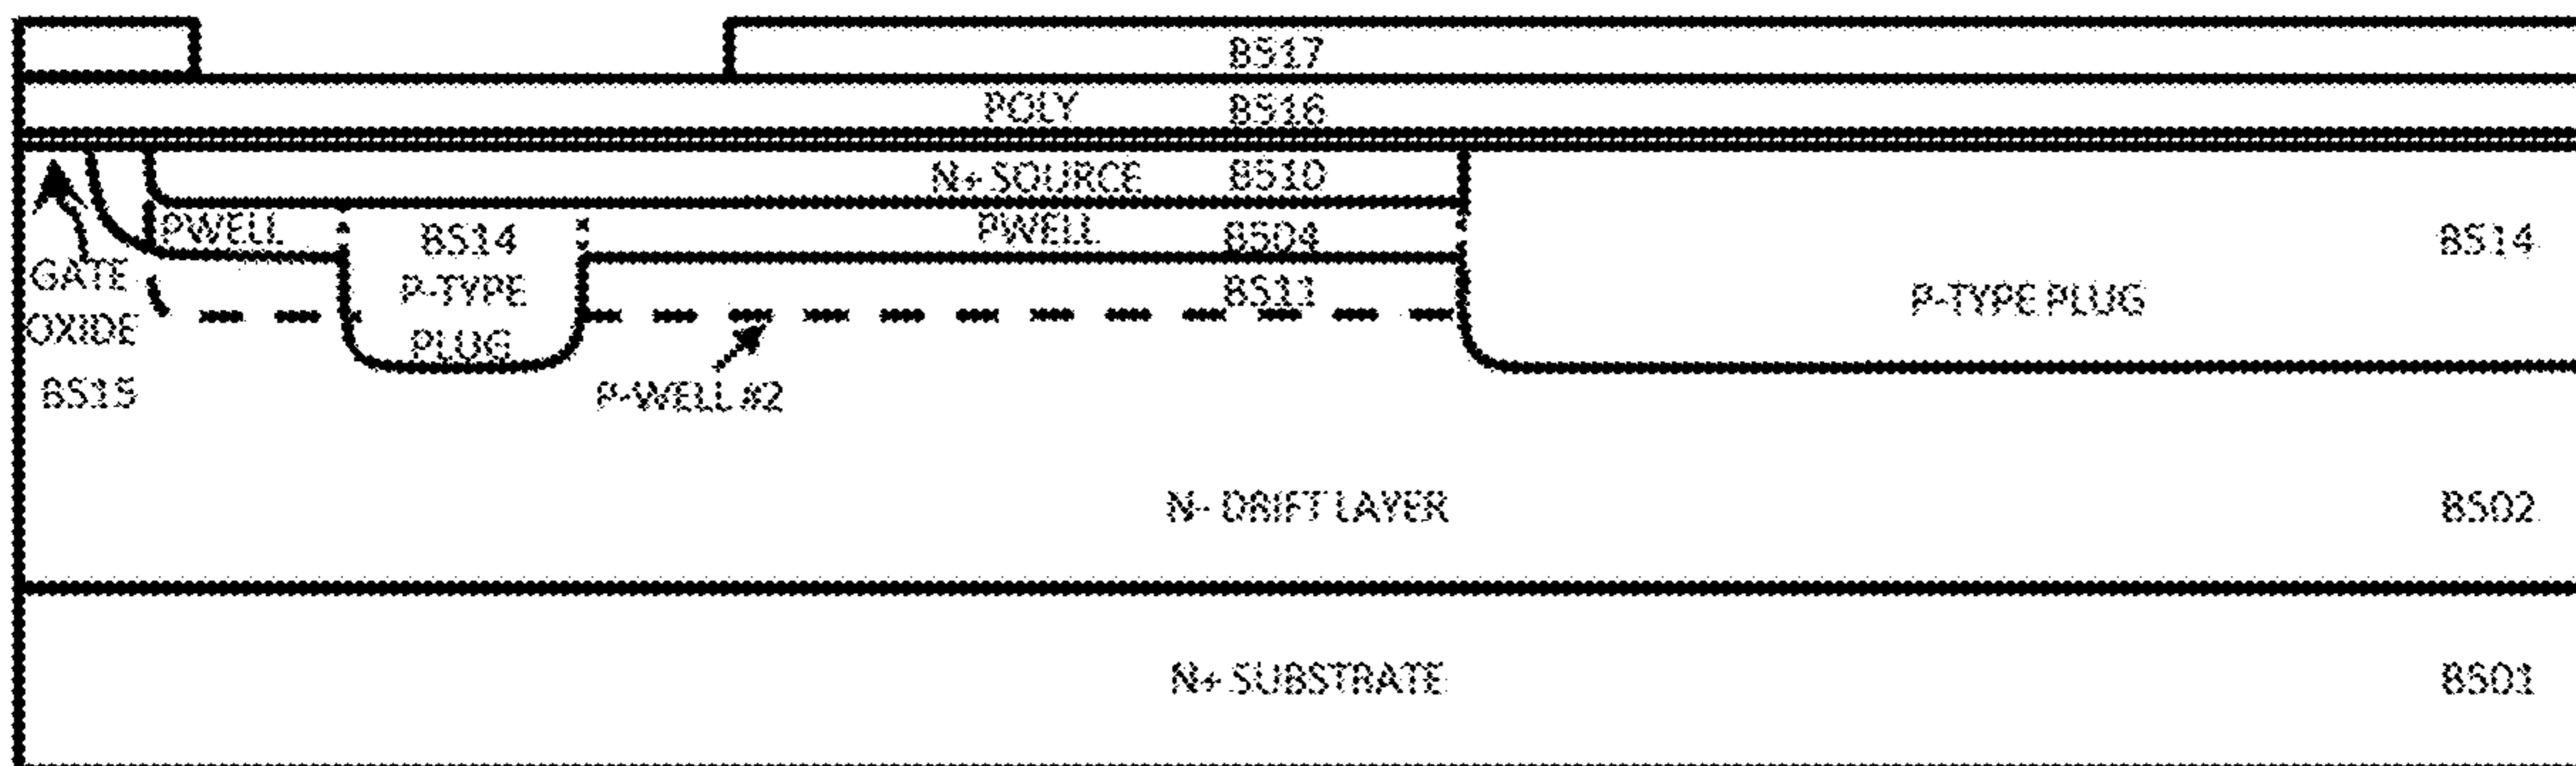 8517
POLY 8516
N+ SOURCE 8510
PWELL 8514 PWELL 8504 8514
GATE P-TYPE 8511 P-TYPE PLUG
OXIDE PLUG
8515 P-WELL #2
N- DRIFT LAYER 8502
N+ SUBSTRATE 8501